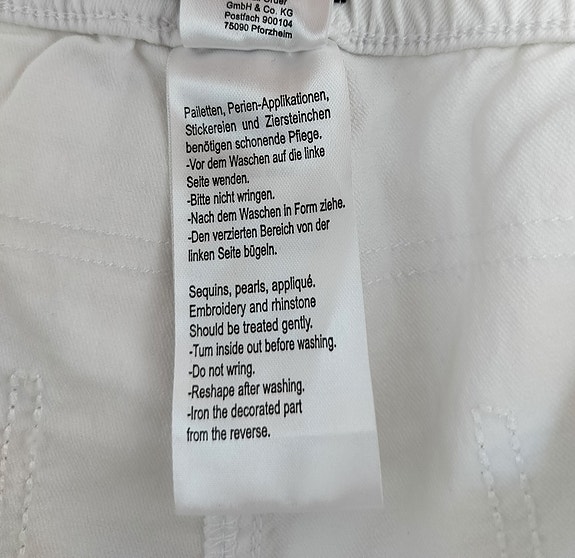 GmbH & Co. KG
Postfach 900104
75090 Pforzheim
Pailetten, Perlen-Applikationen,
Stickereien und Ziersteinchen
benötigen schonende Pflege.
-Vor dem Waschen auf die linke
Seite wenden.
-Bitte nicht wringen.
-Nach dem Waschen in Form ziehe.
-Den verzierten Bereich von der
linken Seite bügeln.
Sequins, pearls, appliqué.
Embroidery and rhinstone
Should be treated gently.
-Turn inside out before washing.
-Do not wring.
-Reshape after washing.
-Iron the decorated part
from the reverse.